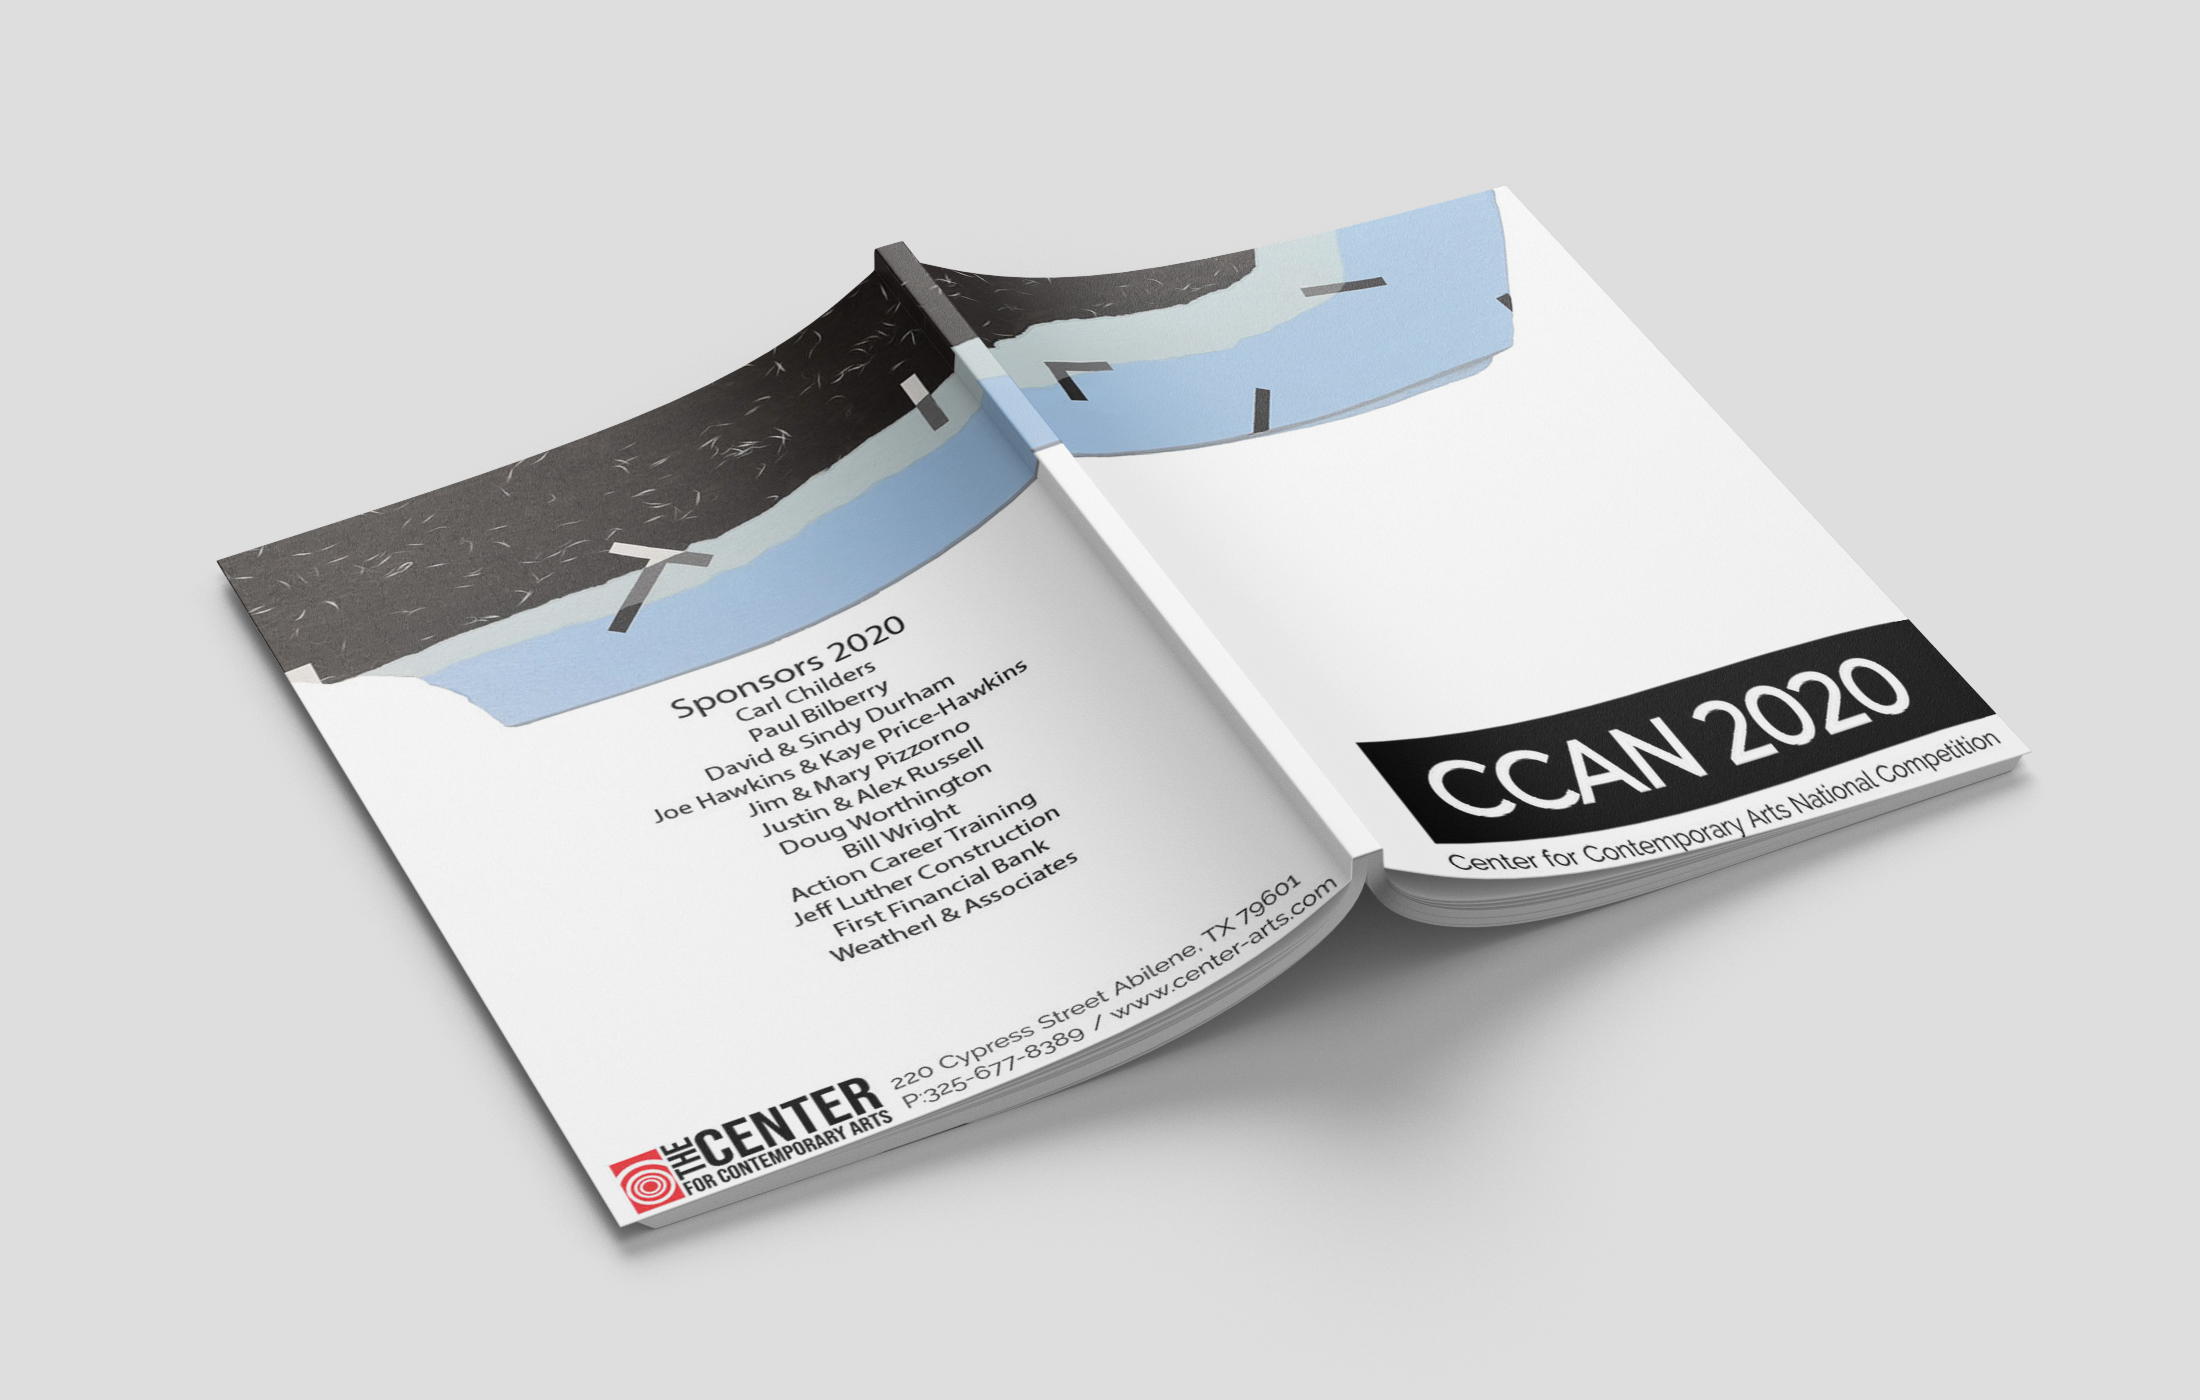 Sponsors 2020
Carl Childers
Paul Bilberry
David & Sindy Durham
Joe Hawkins & Kaye Price-Hawkins
Jim & Mary Pizzorno
Justin & Alex Russell
Doug Worthington
Bill Wright
Action Career Training
Jeff Luther Construction
First Financial Bank
Weatherl & Associates
THE CENTER
FOR CONTEMPORARY ARTS
220 Cypress Street Abilene, TX 79601
P:325-677-8389 / www.center-arts.com
CCAN 2020
Center for Contemporary Arts National Competition